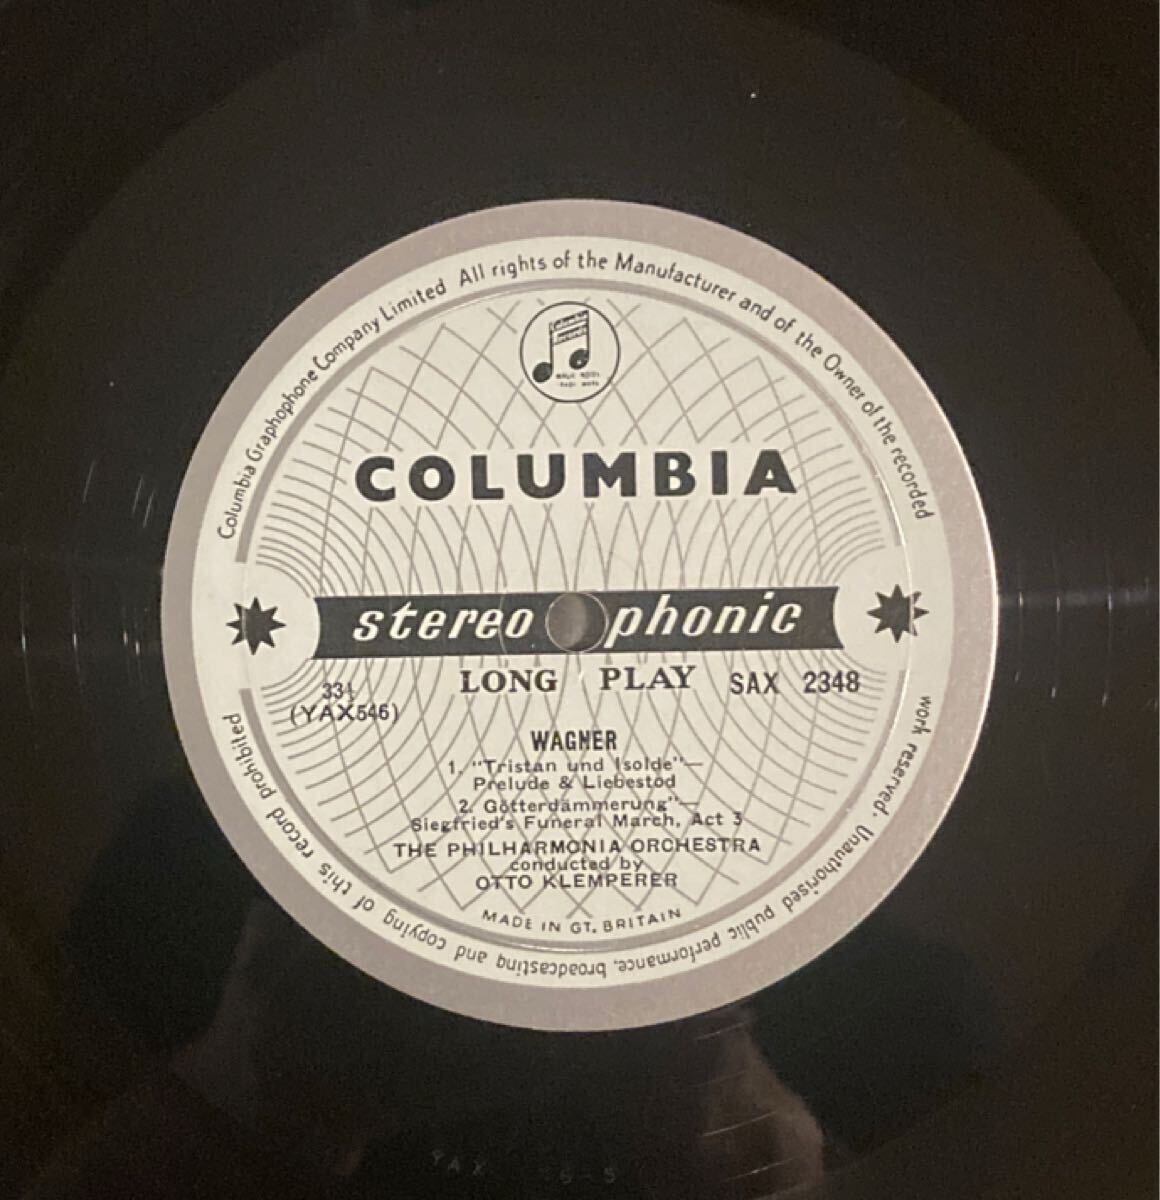 Columbia Graphophone Company Limited All rights of the Manufacturer and of the Owner of the recorded
work reserved. Unauthorised public performance, broadcasting and copying of this record prohibited
Columbia
Records
COLUMBIA
stereo phonic
LONG PLAY SAX 2348
33⅓
(YAX546)
WAGNER
1. "Tristan und Isolde"—
Prelude & Liebestod
2. Götterdämmerung"—
Siegfried's Funeral March, Act 3
THE PHILHARMONIA ORCHESTRA
conducted by
OTTO KLEMPERER
MADE IN GT. BRITAIN
YAX